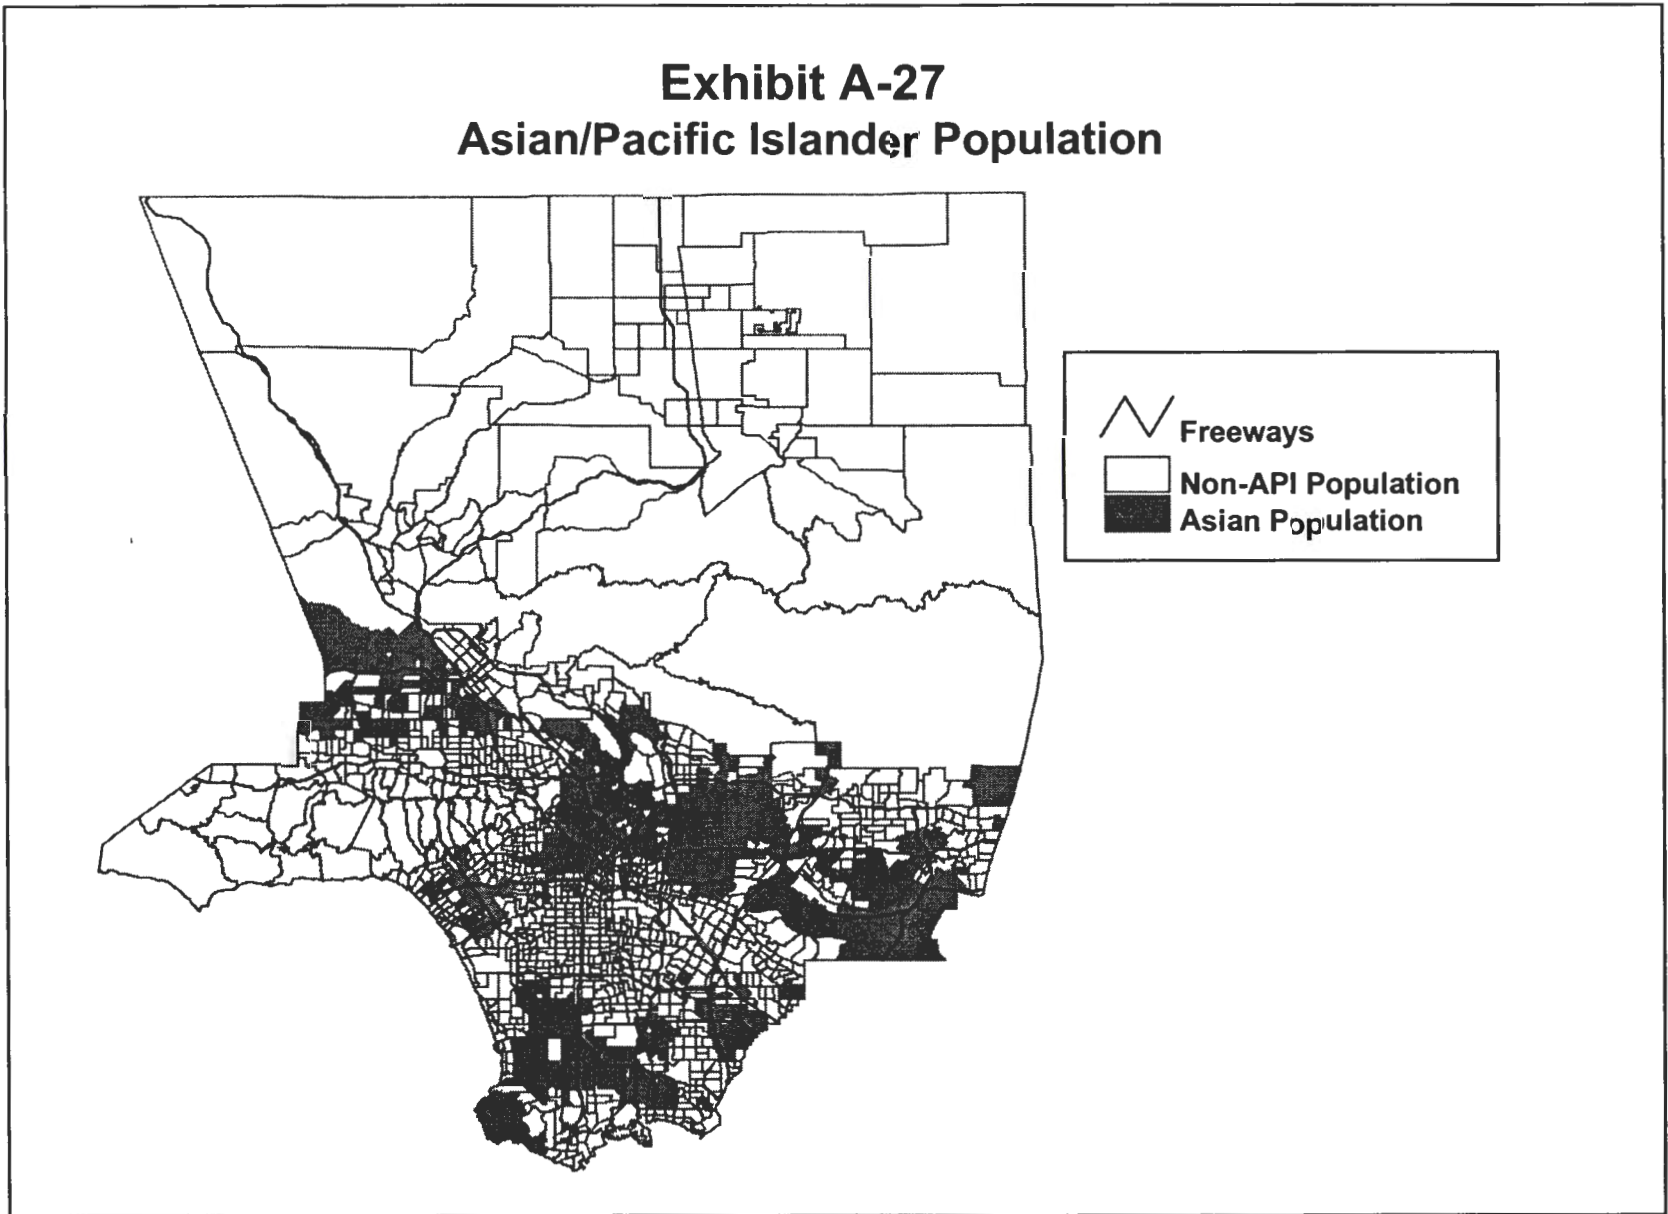 Exhibit A-27
Asian/Pacific Islander Population
Freeways
Non-API Population
Asian Population